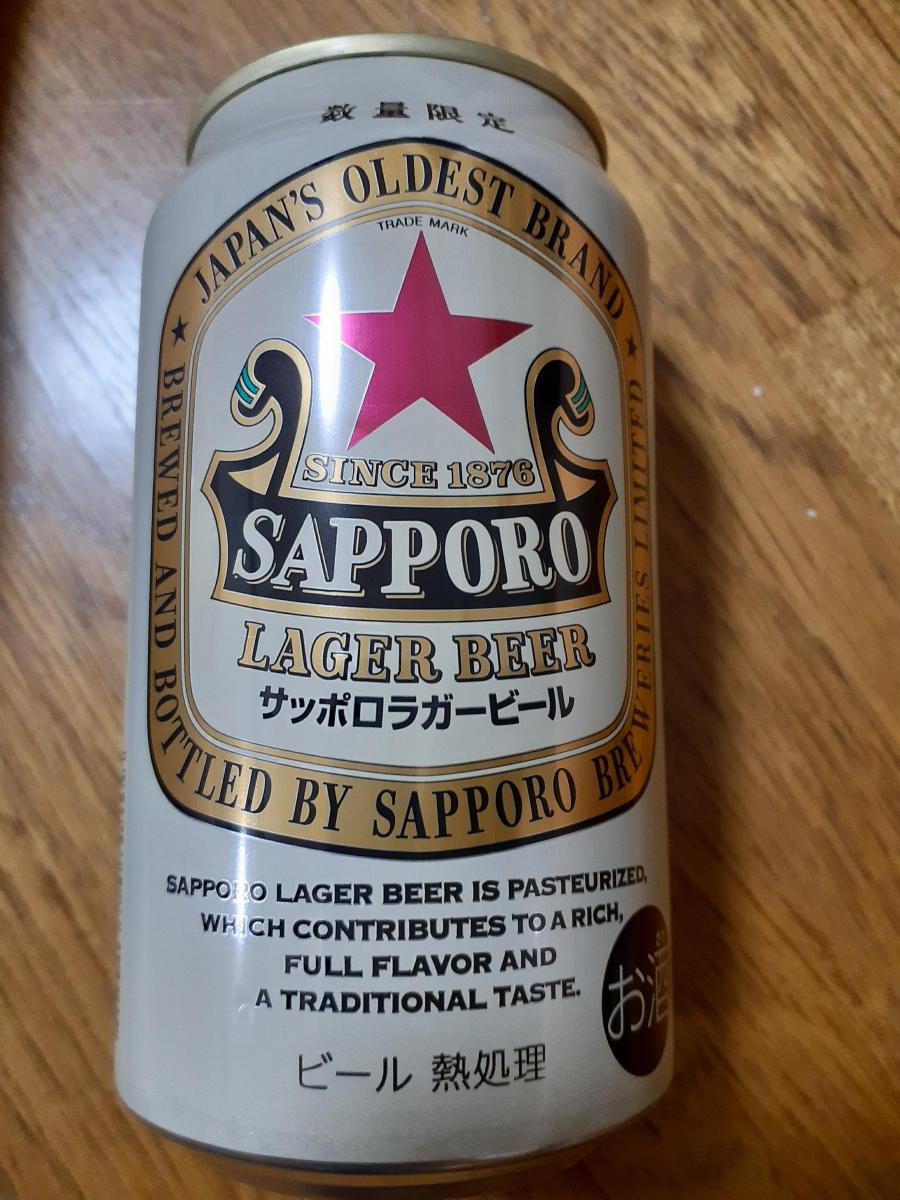 数量限定
JAPAN'S OLDEST BRAND
TRADE MARK
SINCE 1876
SAPPORO
LAGER BEER
サッポロラガービール
BREWED AND BOTTLED BY SAPPORO BREWERIES LIMITED
SAPPORO LAGER BEER IS PASTEURIZED,
WHICH CONTRIBUTES TO A RICH,
FULL FLAVOR AND
A TRADITIONAL TASTE.
お酒
ビール 熱処理